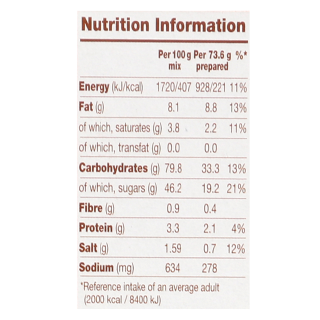 Nutrition Information
Per 100 g Per 73.6 g %*
mix prepared
Energy (kJ/kcal) 1720/407 928/221 11%
Fat (g) 8.1 8.8 13%
of which, saturates (g) 3.8 2.2 11%
of which, transfat (g) 0.0 0.0
Carbohydrates (g) 79.8 33.3 13%
of which, sugars (g) 46.2 19.2 21%
Fibre (g) 0.9 0.4
Protein (g) 3.3 2.1 4%
Salt (g) 1.59 0.7 12%
Sodium (mg) 634 278
*Reference intake of an average adult
(2000 kcal / 8400 kJ)